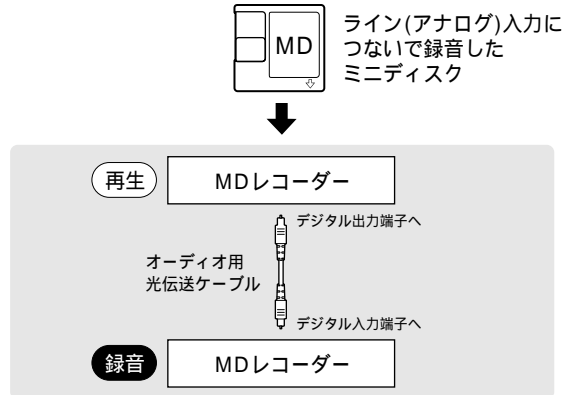 MD
ライン(アナログ)入力に
つないで録音した
ミニディスク
再生
MDレコーダー
デジタル出力端子へ
オーディオ用
光伝送ケーブル
デジタル入力端子へ
録音
MDレコーダー